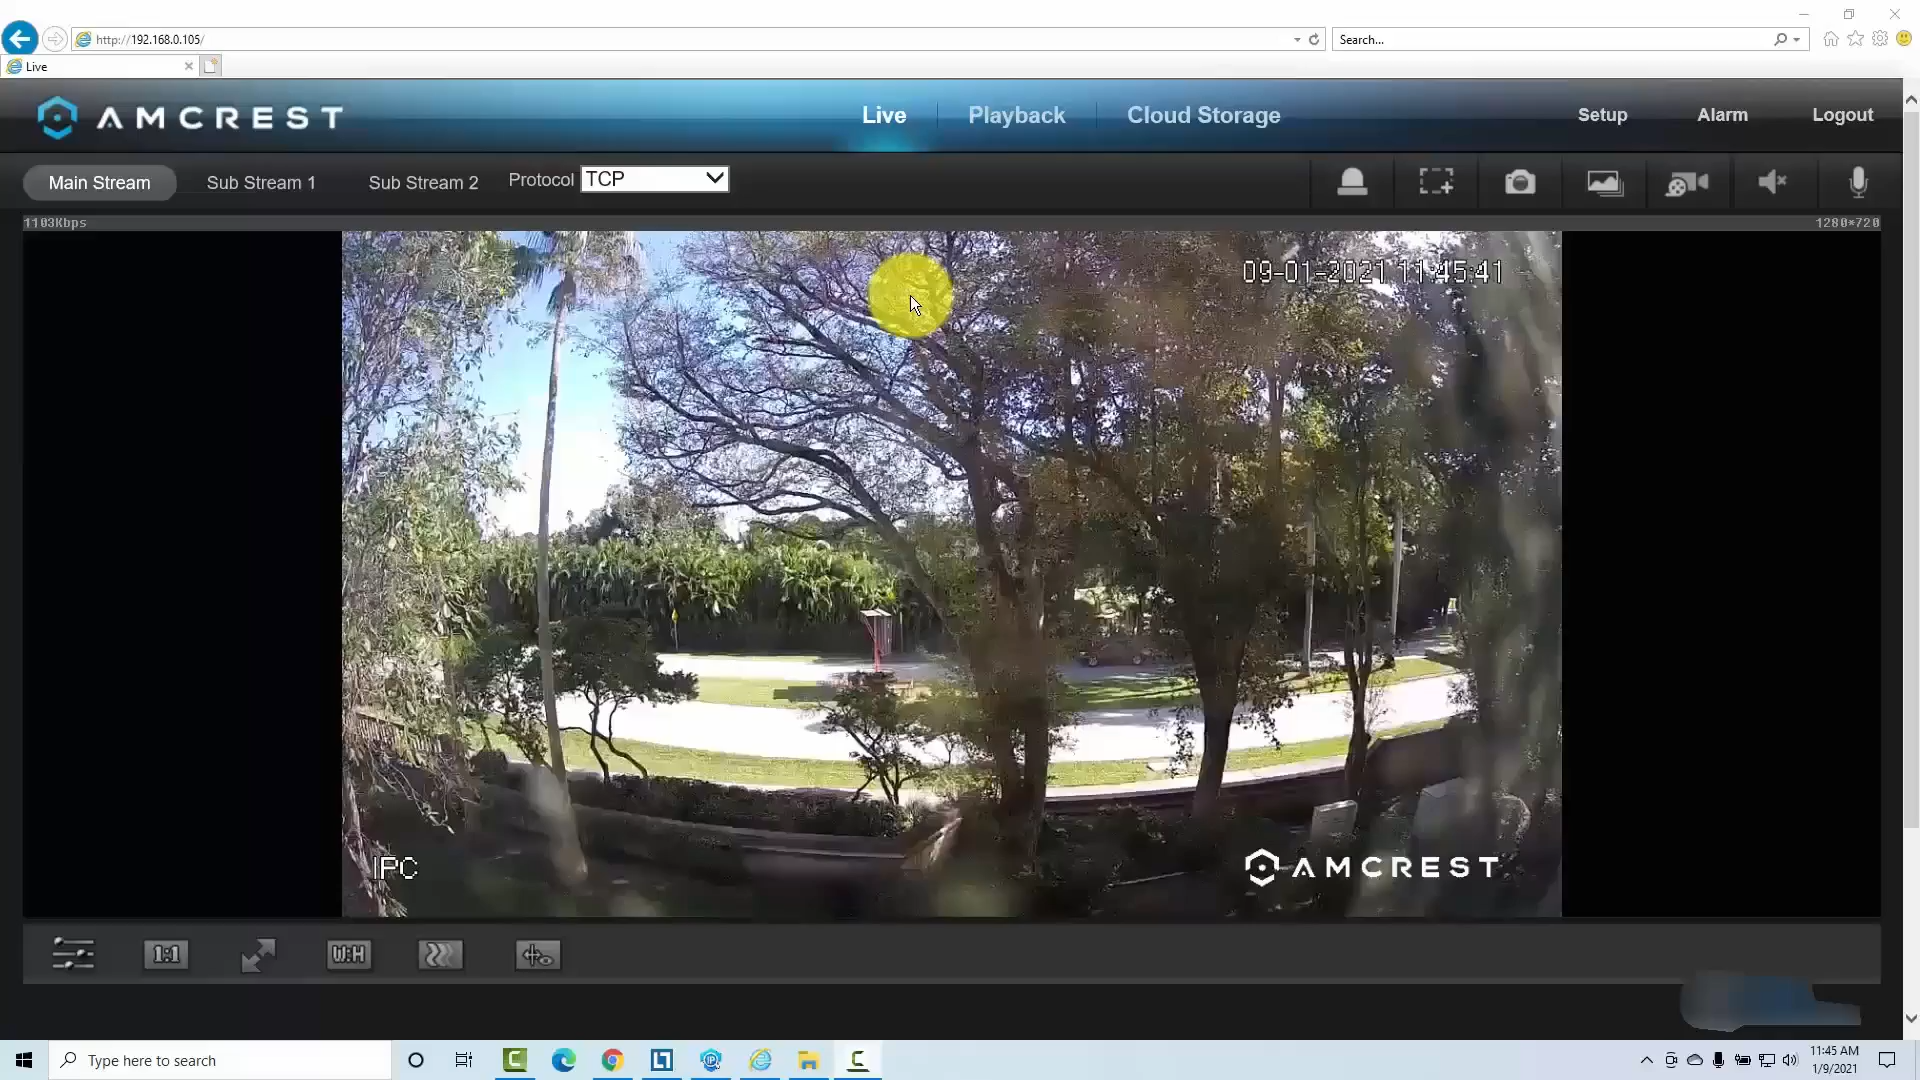 http://192.168.0.105/
Search...
Live
AMCREST
Live
Playback
Cloud Storage
Setup
Alarm
Logout
Main Stream
Sub Stream 1
Sub Stream 2
Protocol
TCP
1103Kbps
1280*720
09-01-2021 11:45:41
IPC
AMCREST
1:1
W:H
Type here to search
11:45 AM
1/9/2021